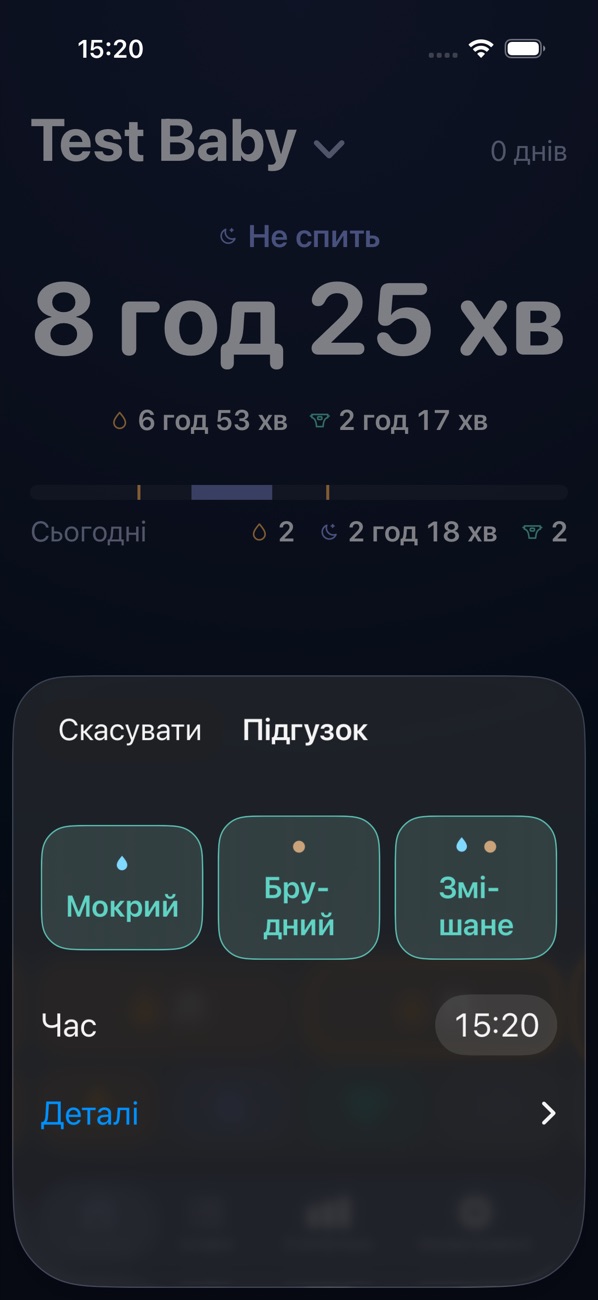 15:20
Test Baby
0 днів
Не спить
8 год 25 хв
6 год 53 хв 2 год 17 хв
Сьогодні 2 2 год 18 хв 2
Скасувати Підгузок
Мокрий
Бру-
дний
Змі-
шане
Час 15:20
Деталі